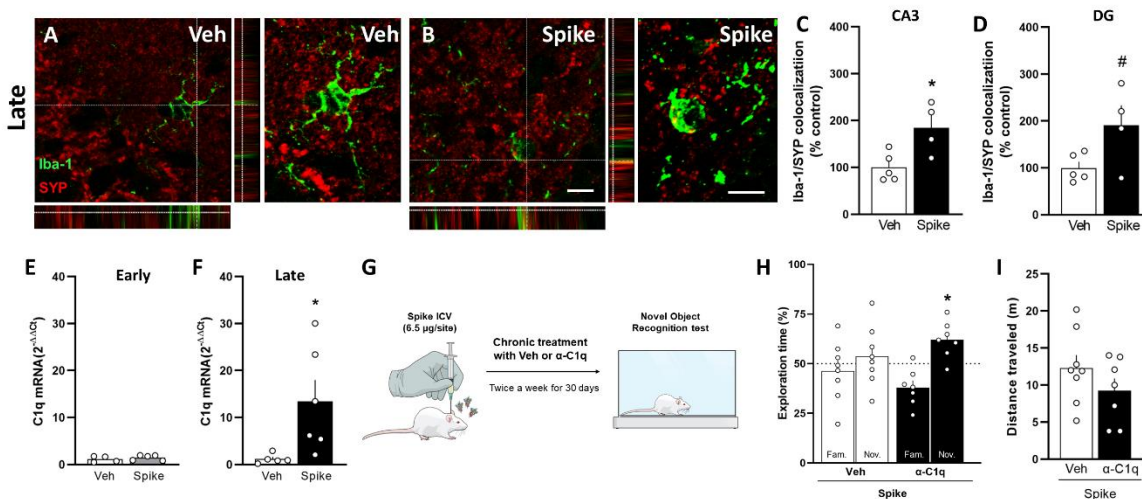 A
Veh
Veh
B
Spike
Spike
Late
Iba-1
SYP
C
CA3
Iba-1/SYP colocalizatiion
(% control)
400
300
200
100
0
Veh
Spike
*
D
DG
Iba-1/SYP colocalizatiion
(% control)
400
300
200
100
0
Veh
Spike
#
E
Early
C1q mRNA(2-ΔΔCt)
40
30
20
10
0
Veh
Spike
F
Late
C1q mRNA(2-ΔΔCt)
40
30
20
10
0
Veh
Spike
*
G
Spike ICV
(6.5 µg/site)
Chronic treatment
with Veh or α-C1q
Twice a week for 30 days
Novel Object
Recognition test
H
Exploration time (%)
100
75
50
25
0
Fam.
Nov.
Fam.
Nov.
Veh
α-C1q
Spike
*
I
Distance traveled (m)
25
20
15
10
5
0
Veh
α-C1q
Spike